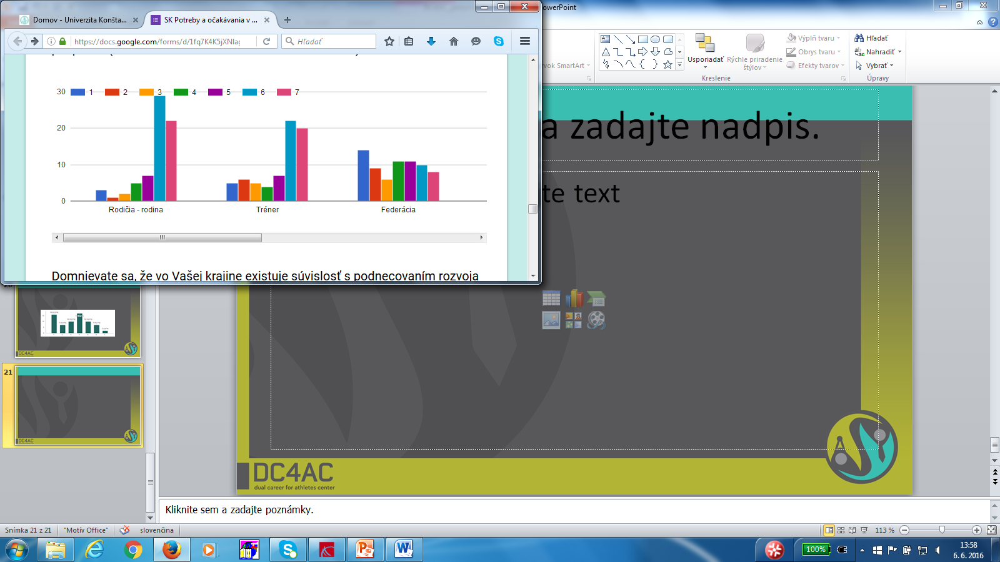 Domov - Univerzita Konšta...
SK Potreby a očakávania v ...
https://docs.google.com/forms/d/1fq7K4K5jXNlag
Hľadať
30
1 2 3 4 5 6 7
20
10
0
Rodičia - rodina Tréner Federácia
Domnievate sa, že vo Vašej krajine existuje súvislosť s podnecovaním rozvoja
owerPoint
Usporiadať
Rýchle priradenie
štýlov
Výplň tvaru
Obrys tvaru
Efekty tvarov
Kreslenie
Hľadať
Nahradiť
Vybrať
Úpravy
vok SmartArt
a zadajte nadpis.
te text
DC4AC
dual career for athletes center
20
DC4AC
21
DC4AC
Kliknite sem a zadajte poznámky.
Snímka 21 z 21 "Motív Office" slovenčina 113 %
100%
13:58
6. 6. 2016